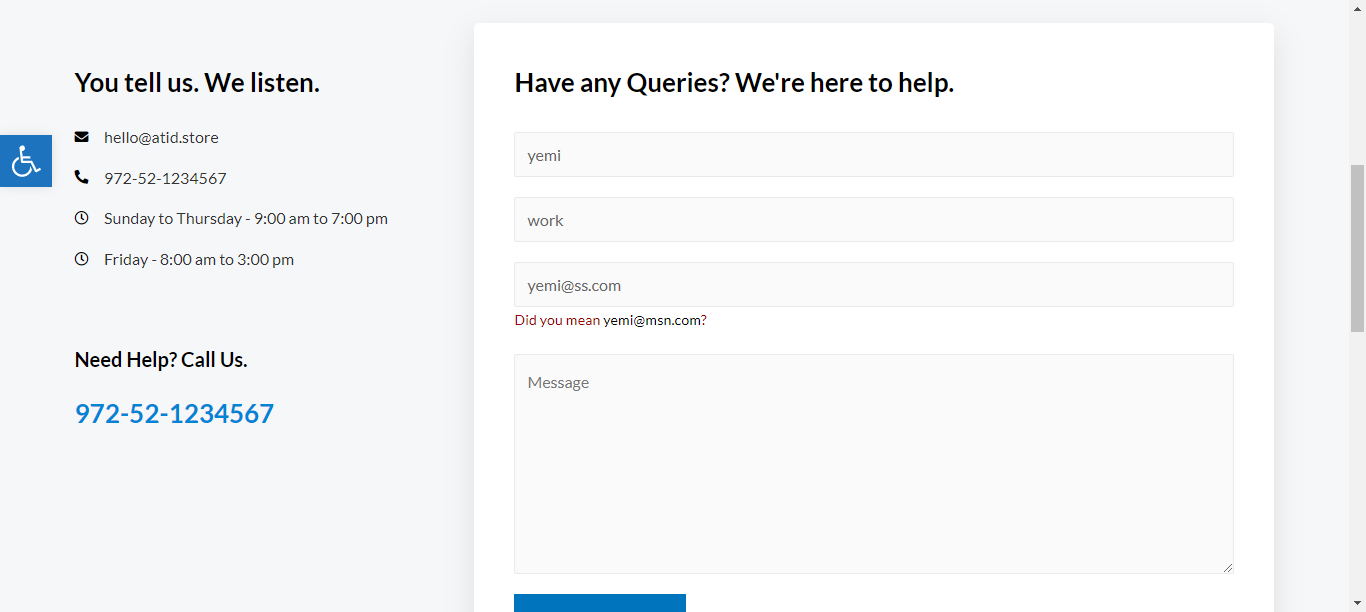 You tell us. We listen.
hello@atid.store
972-52-1234567
Sunday to Thursday - 9:00 am to 7:00 pm
Friday - 8:00 am to 3:00 pm
Need Help? Call Us.
972-52-1234567
Have any Queries? We're here to help.
yemi
work
yemi@ss.com
Did you mean yemi@msn.com?
Message